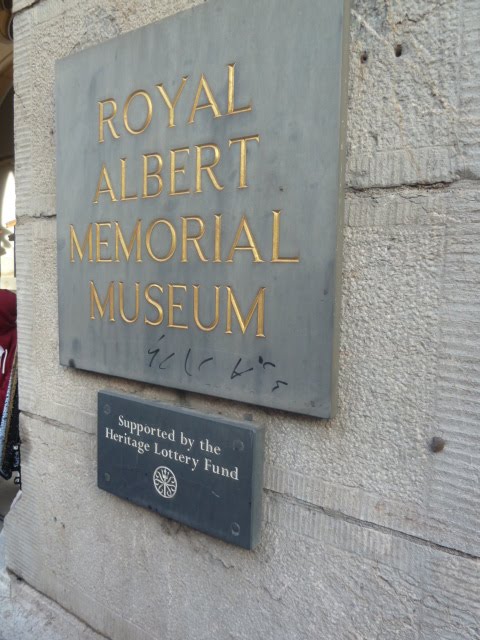 ROYAL
ALBERT
MEMORIAL
MUSEUM
Supported by the
Heritage Lottery Fund